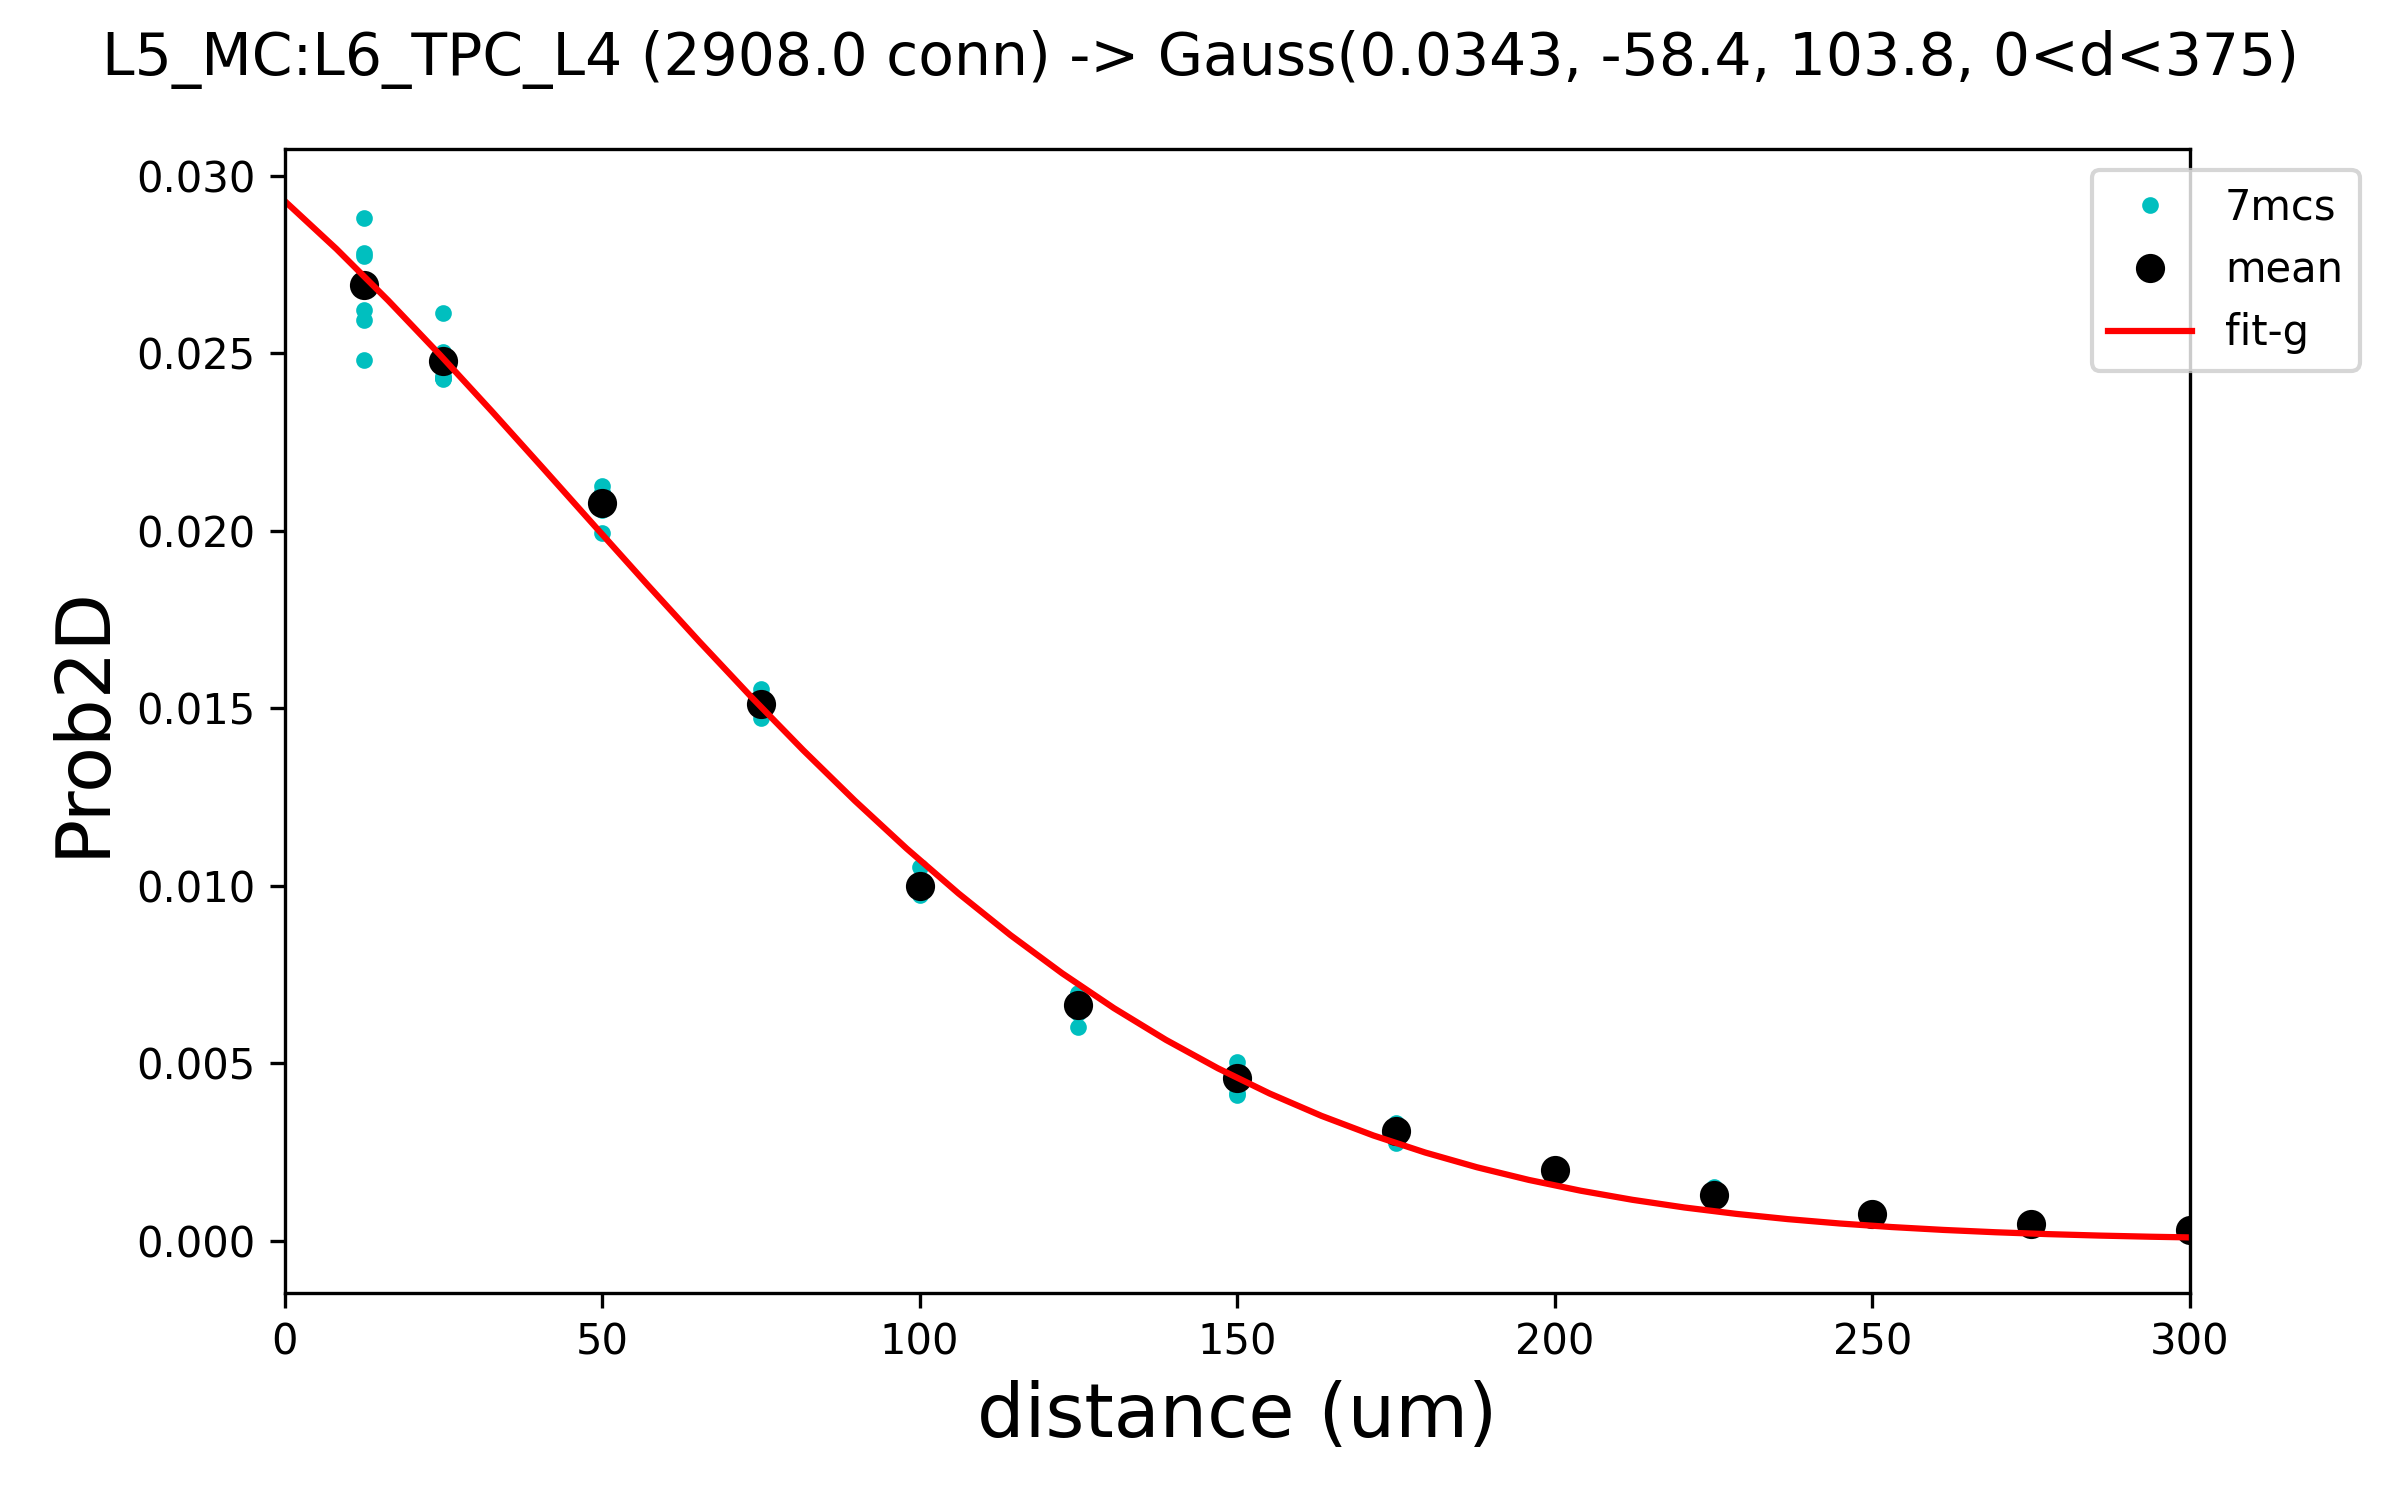 L5_MC:L6_TPC_L4 (2908.0 conn) -> Gauss(0.0343, -58.4, 103.8, 0<d<375)
7mcs
mean
fit-g
Prob2D
0.030
0.025
0.020
0.015
0.010
0.005
0.000
0 50 100 150 200 250 300
distance (um)